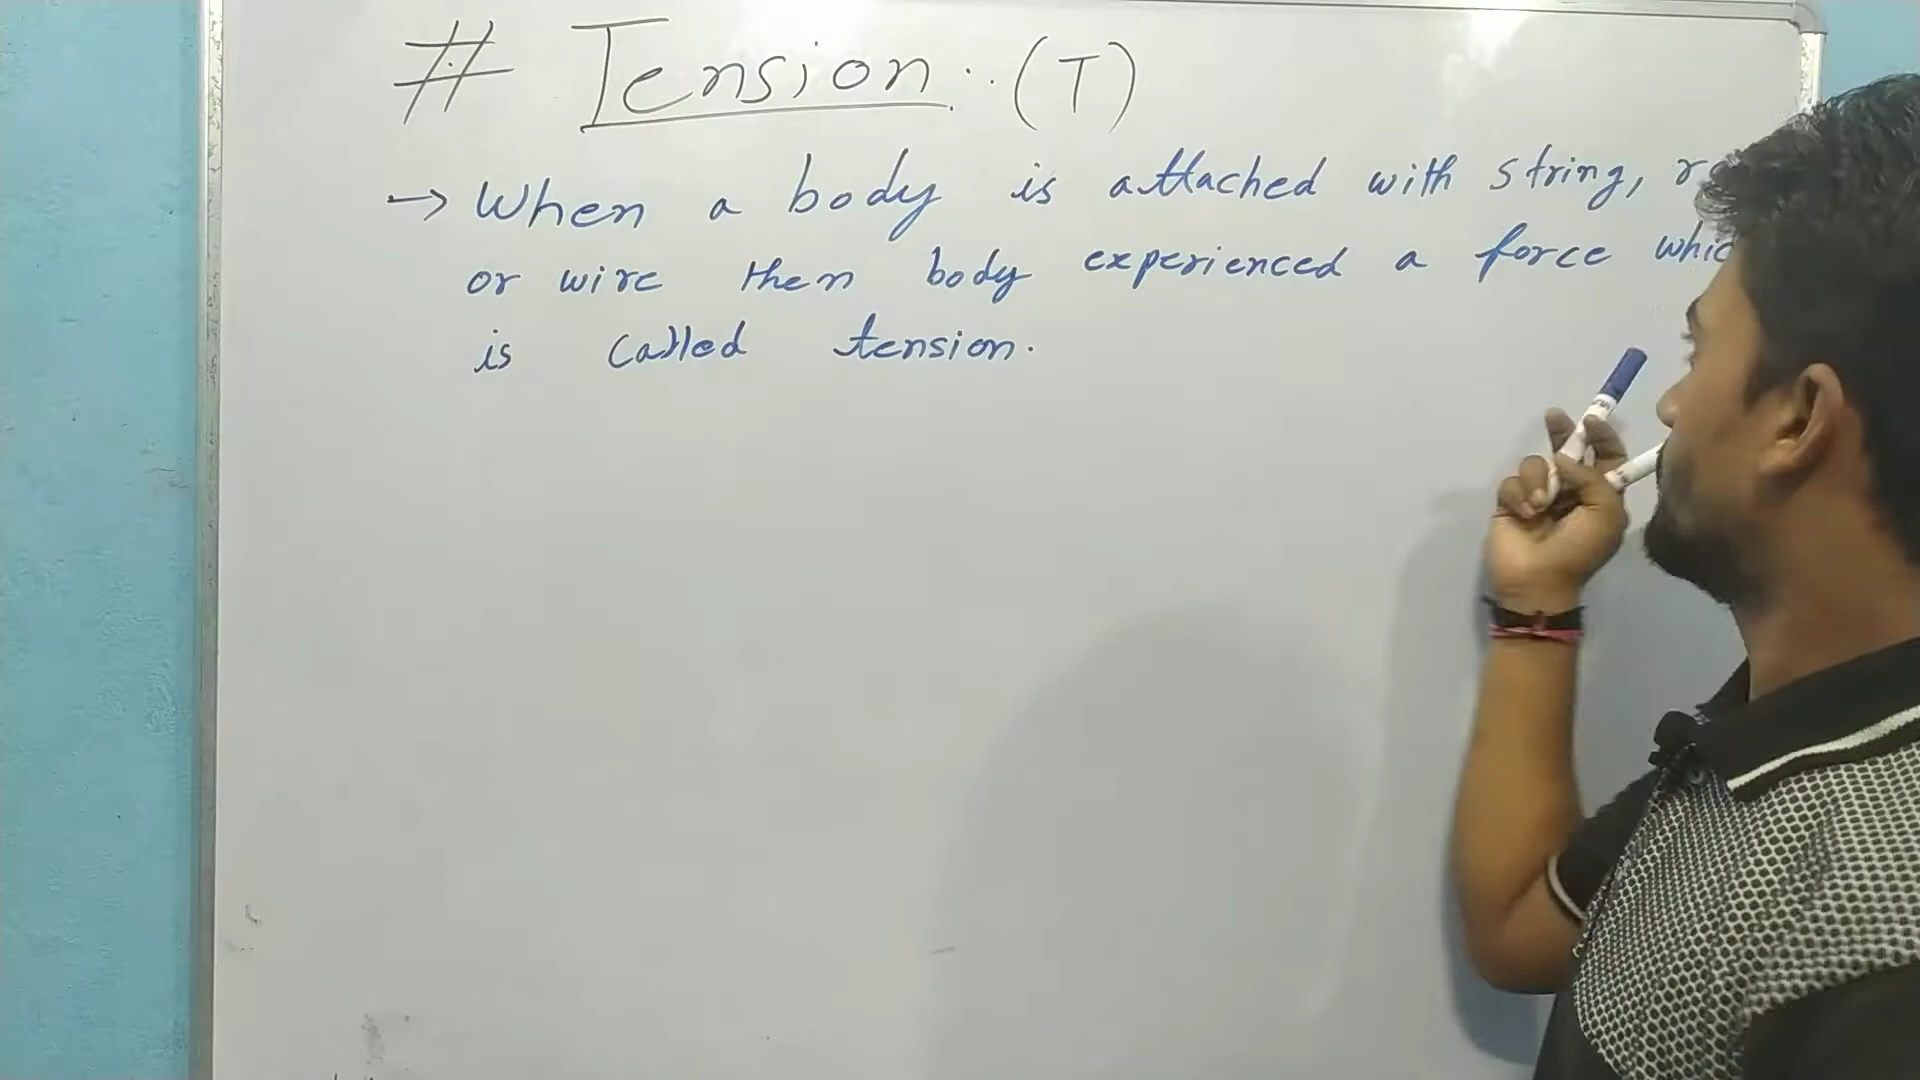 # Tension :- (T)
→ When a body is attached with string,
or wire then body experienced a force
is called tension.